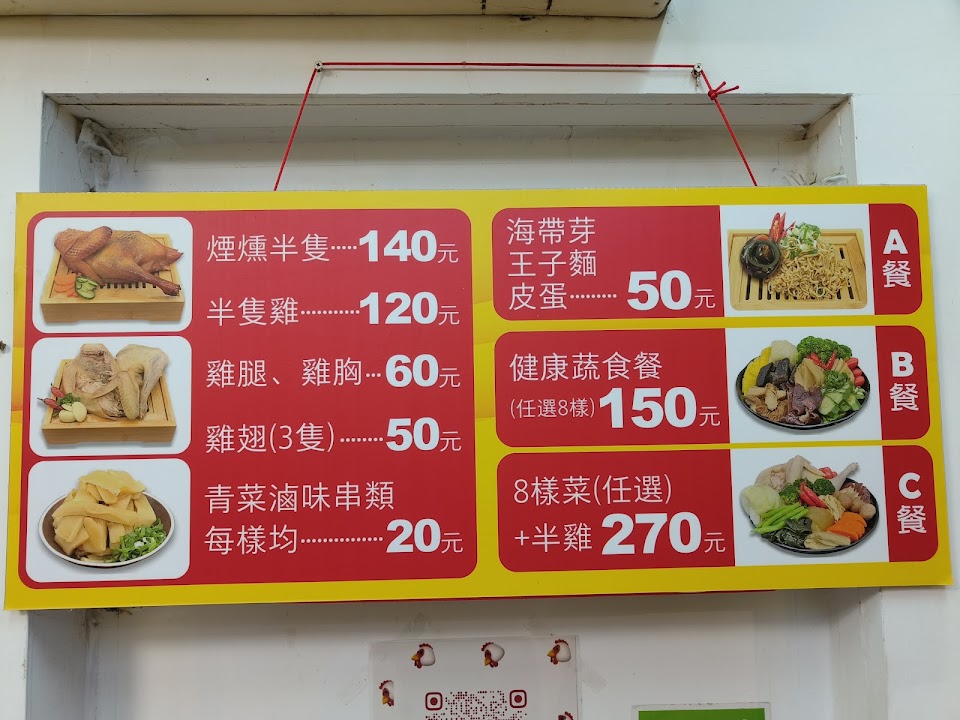 煙燻半隻·····140元
半隻雞···········120元
雞腿、雞胸···60元
雞翅(3隻)········50元
青菜滷味串類
每樣均···············20元
海帶芽
王子麵
皮蛋·········50元
A餐
健康蔬食餐
(任選8樣)150元
B餐
8樣菜(任選)
+半雞 270元
C餐